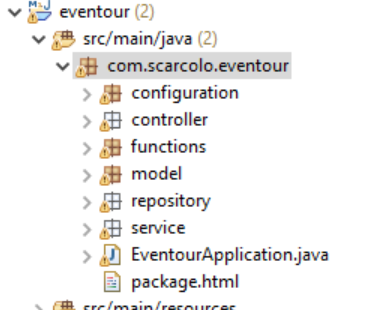 eventour (2)
src/main/java (2)
com.scarcolo.eventour
configuration
controller
functions
model
repository
service
EventourApplication.java
package.html
src/main/resources